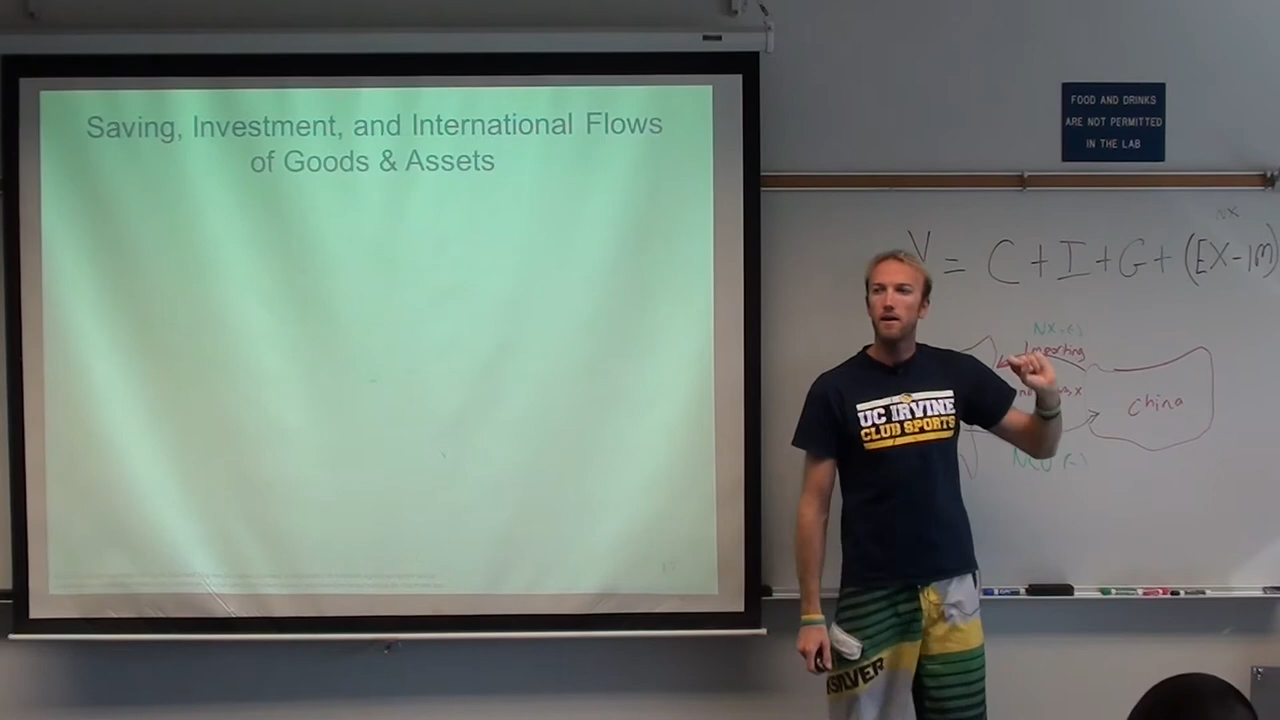 Saving, Investment, and International Flows
of Goods & Assets
FOOD AND DRINKS
ARE NOT PERMITTED
IN THE LAB
NX
Y = C + I + G + (EX-IM)
NX(-)
Importing
China
UC IRVINE
CLUB SPORTS